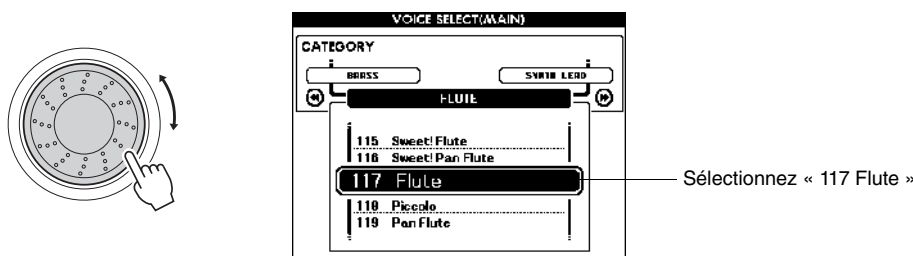 VOICE SELECT(MAIN)
CATEGORY
BRASS
SYNTH LEAD
FLUTE
115 Sweet! Flute
116 Sweet! Pan Flute
117 Flute
118 Piccolo
119 Pan Flute
Sélectionnez « 117 Flute »